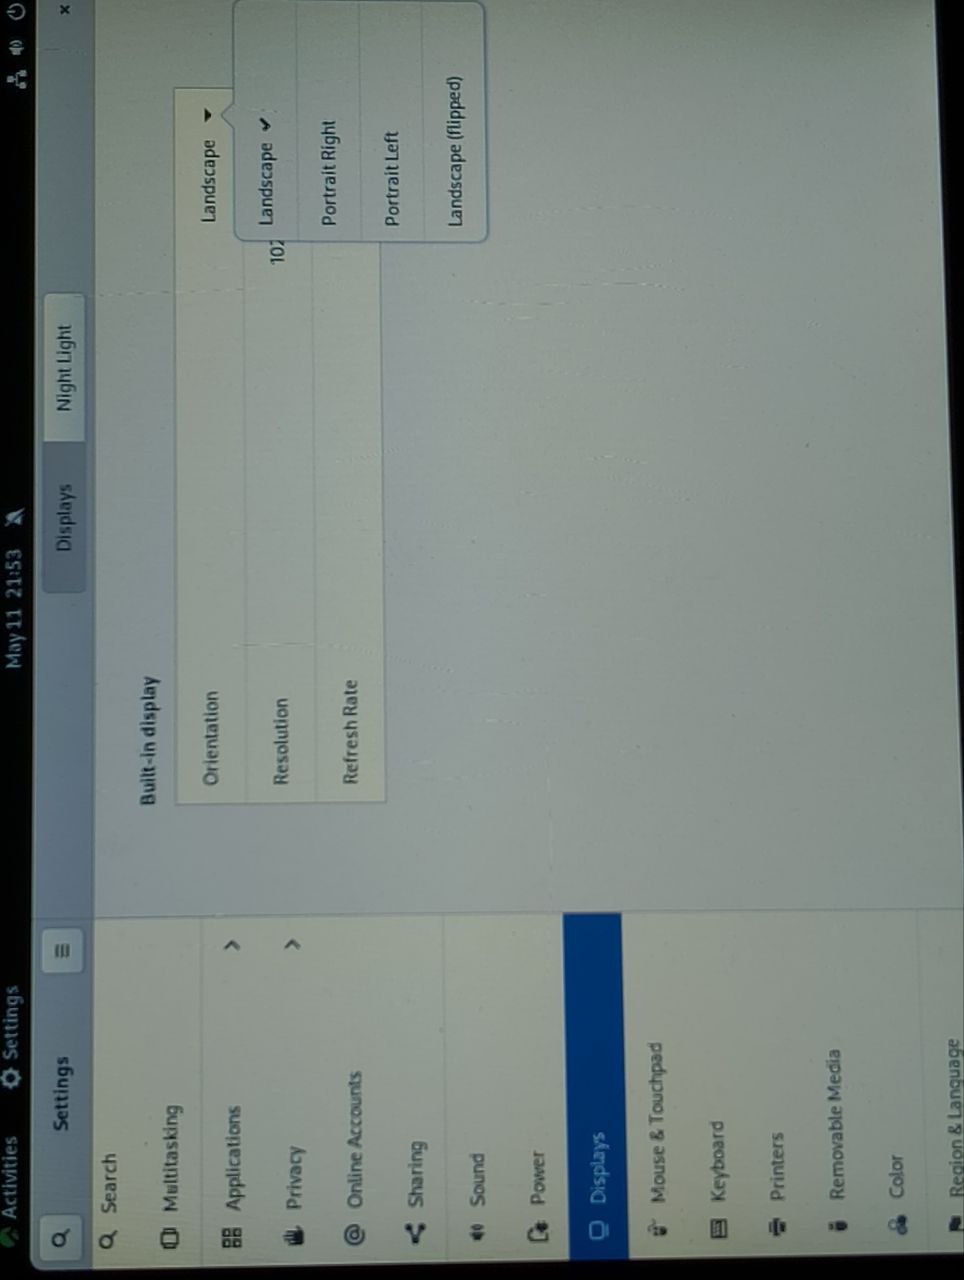 Activities Settings May 11 21:53
Settings Displays Night Light
Search
Multitasking
Applications
Privacy
Online Accounts
Sharing
Sound
Power
Displays
Mouse & Touchpad
Keyboard
Printers
Removable Media
Color
Region & Language
Built-in display
Orientation Landscape
Resolution 102
Refresh Rate
Landscape ✔
Portrait Right
Portrait Left
Landscape (flipped)